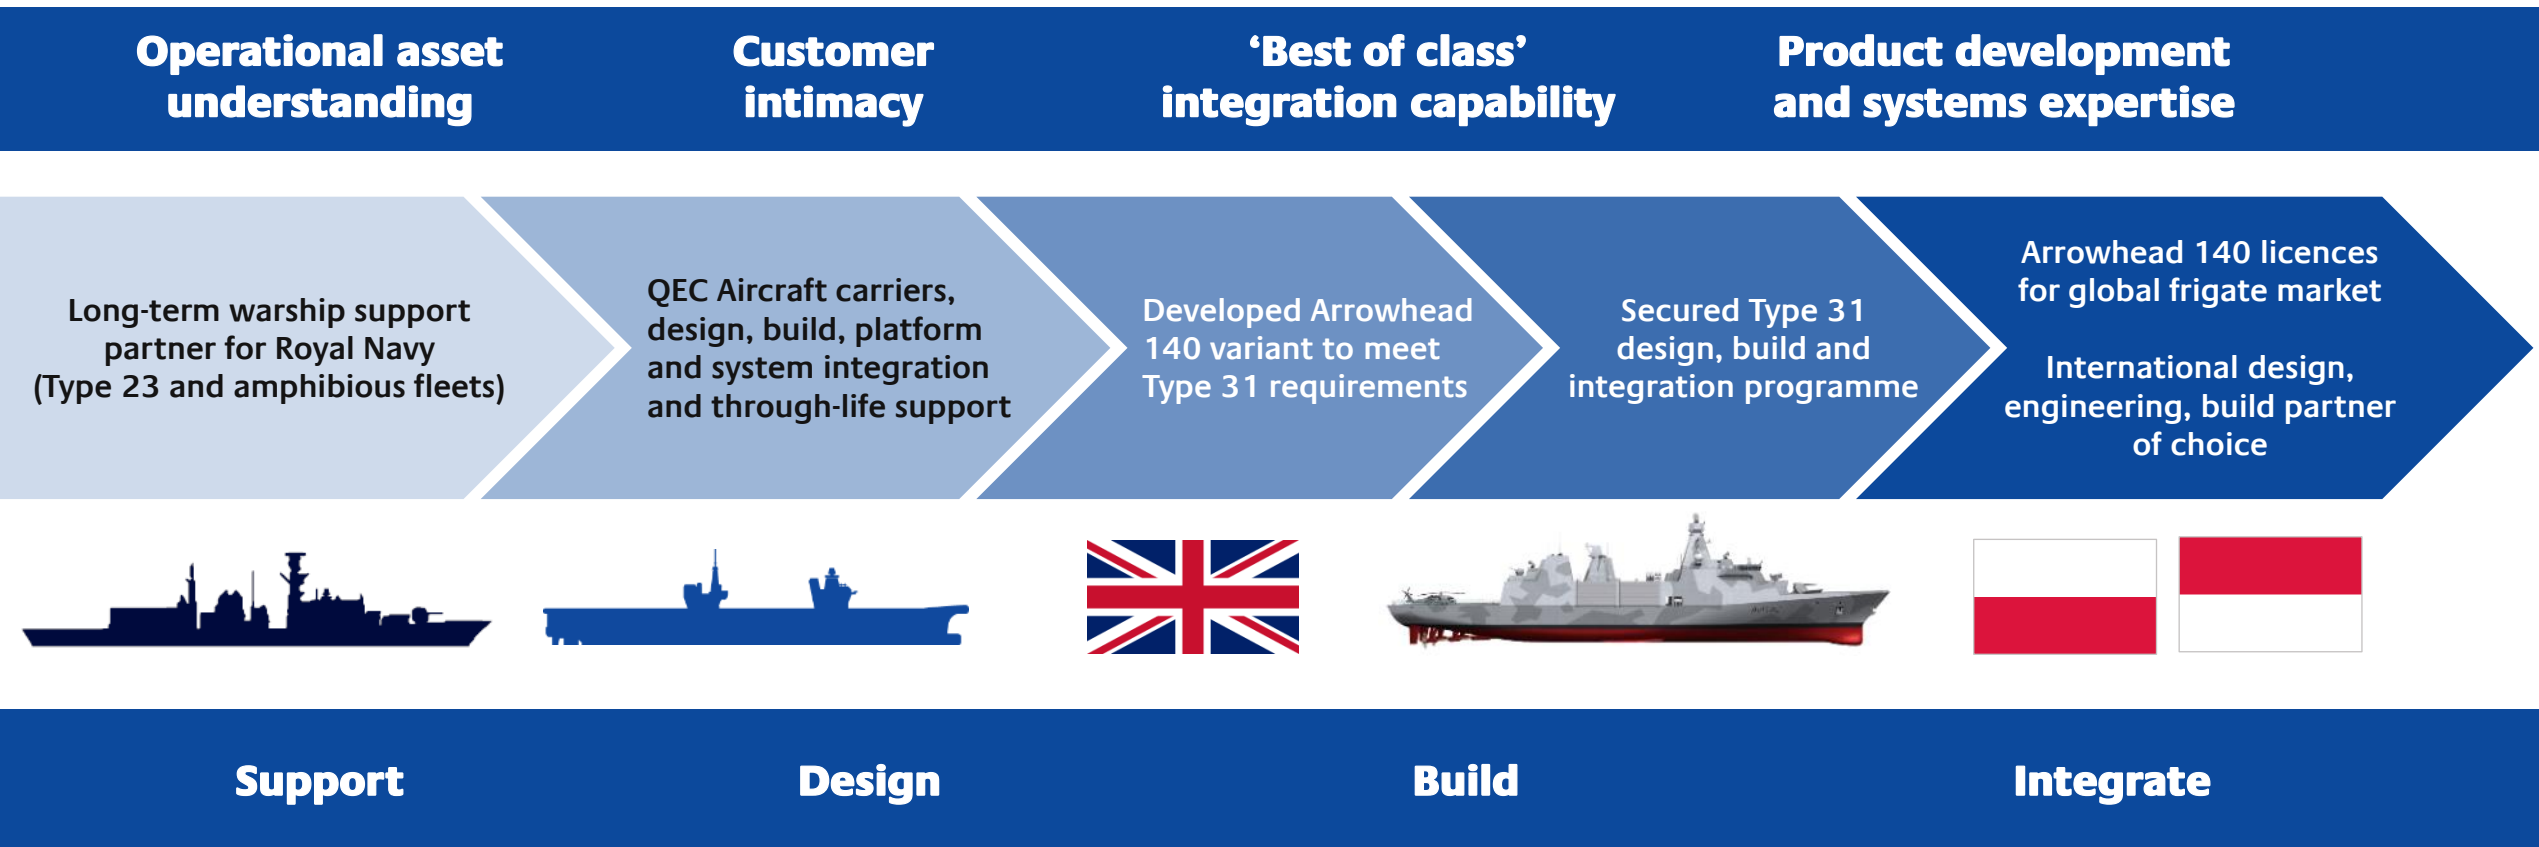 Operational asset
understanding
Customer
intimacy
‘Best of class’
integration capability
Product development
and systems expertise
Long-term warship support
partner for Royal Navy
(Type 23 and amphibious fleets)
QEC Aircraft carriers,
design, build, platform
and system integration
and through-life support
Developed Arrowhead
140 variant to meet
Type 31 requirements
Secured Type 31
design, build and
integration programme
Arrowhead 140 licences
for global frigate market
International design,
engineering, build partner
of choice
Support
Design
Build
Integrate